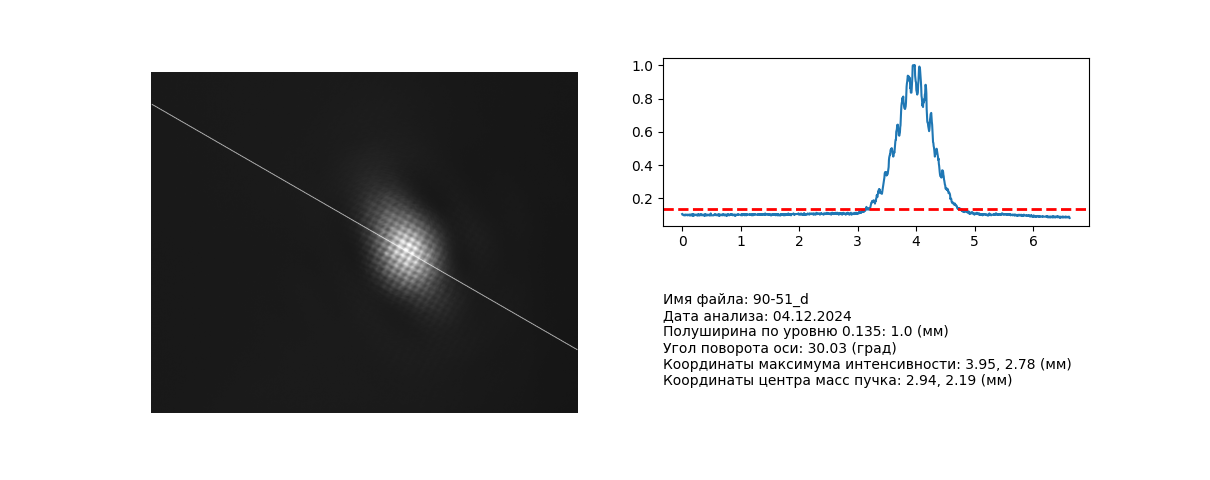 1.0
0.8
0.6
0.4
0.2
0 1 2 3 4 5 6
Имя файла: 90-51_d
Дата анализа: 04.12.2024
Полуширина по уровню 0.135: 1.0 (мм)
Угол поворота оси: 30.03 (град)
Координаты максимума интенсивности: 3.95, 2.78 (мм)
Координаты центра масс пучка: 2.94, 2.19 (мм)